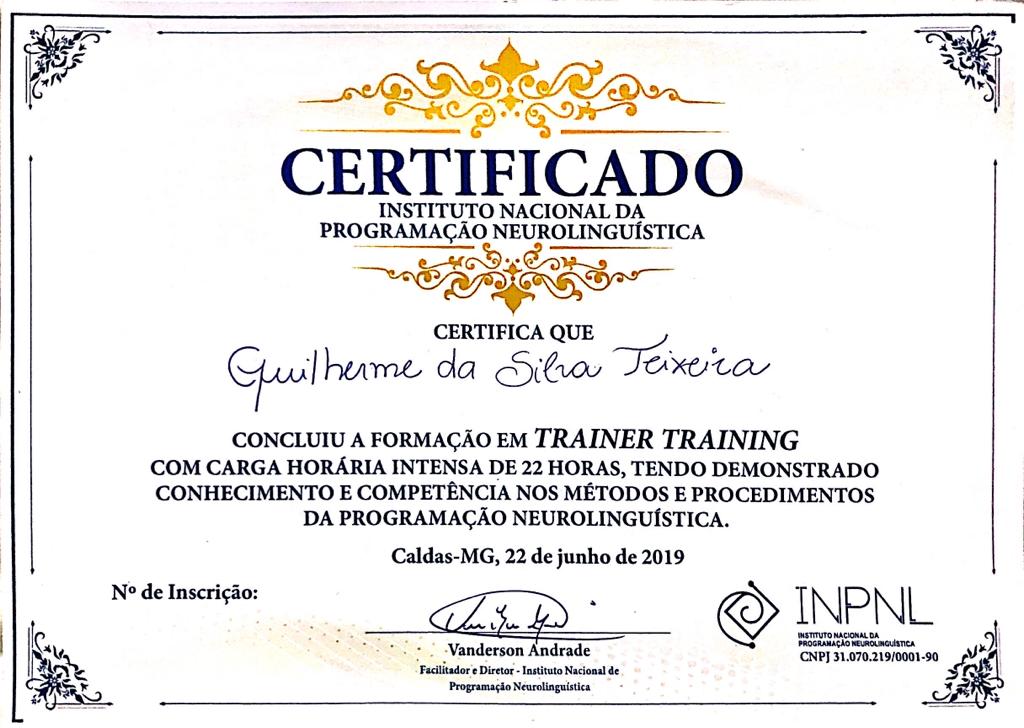 CERTIFICADO
INSTITUTO NACIONAL DA
PROGRAMAÇÃO NEUROLINGUÍSTICA
CERTIFICA QUE
Guilherme da Silva Teixeira
CONCLUIU A FORMAÇÃO EM TRAINER TRAINING
COM CARGA HORÁRIA INTENSA DE 22 HORAS, TENDO DEMONSTRADO
CONHECIMENTO E COMPETÊNCIA NOS MÉTODOS E PROCEDIMENTOS
DA PROGRAMAÇÃO NEUROLINGUÍSTICA.
Caldas-MG, 22 de junho de 2019
Nº de Inscrição:
Vanderson Andrade
Facilitador e Diretor - Instituto Nacional de
Programação Neurolinguística
INPNL
INSTITUTO NACIONAL DA
PROGRAMAÇÃO NEUROLINGUÍSTICA
CNPJ 31.070.219/0001-90